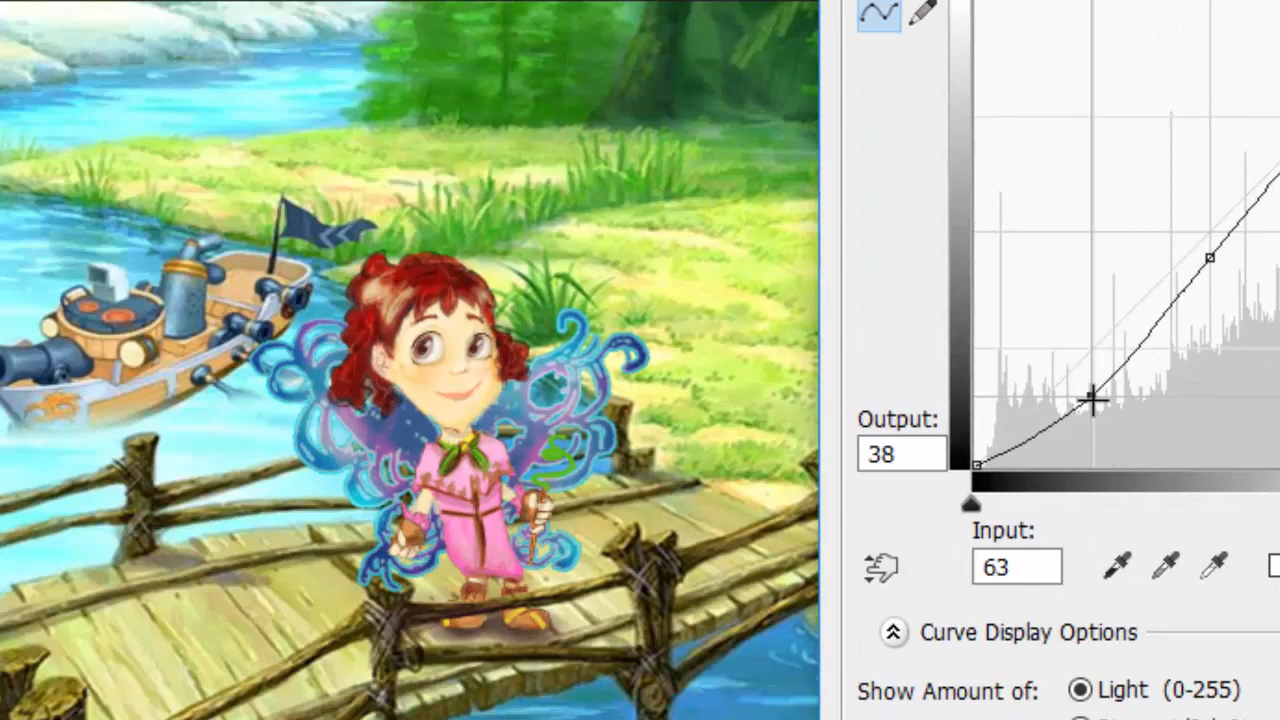 Output:
38
Input:
63
Curve Display Options
Show Amount of:
Light (0-255)